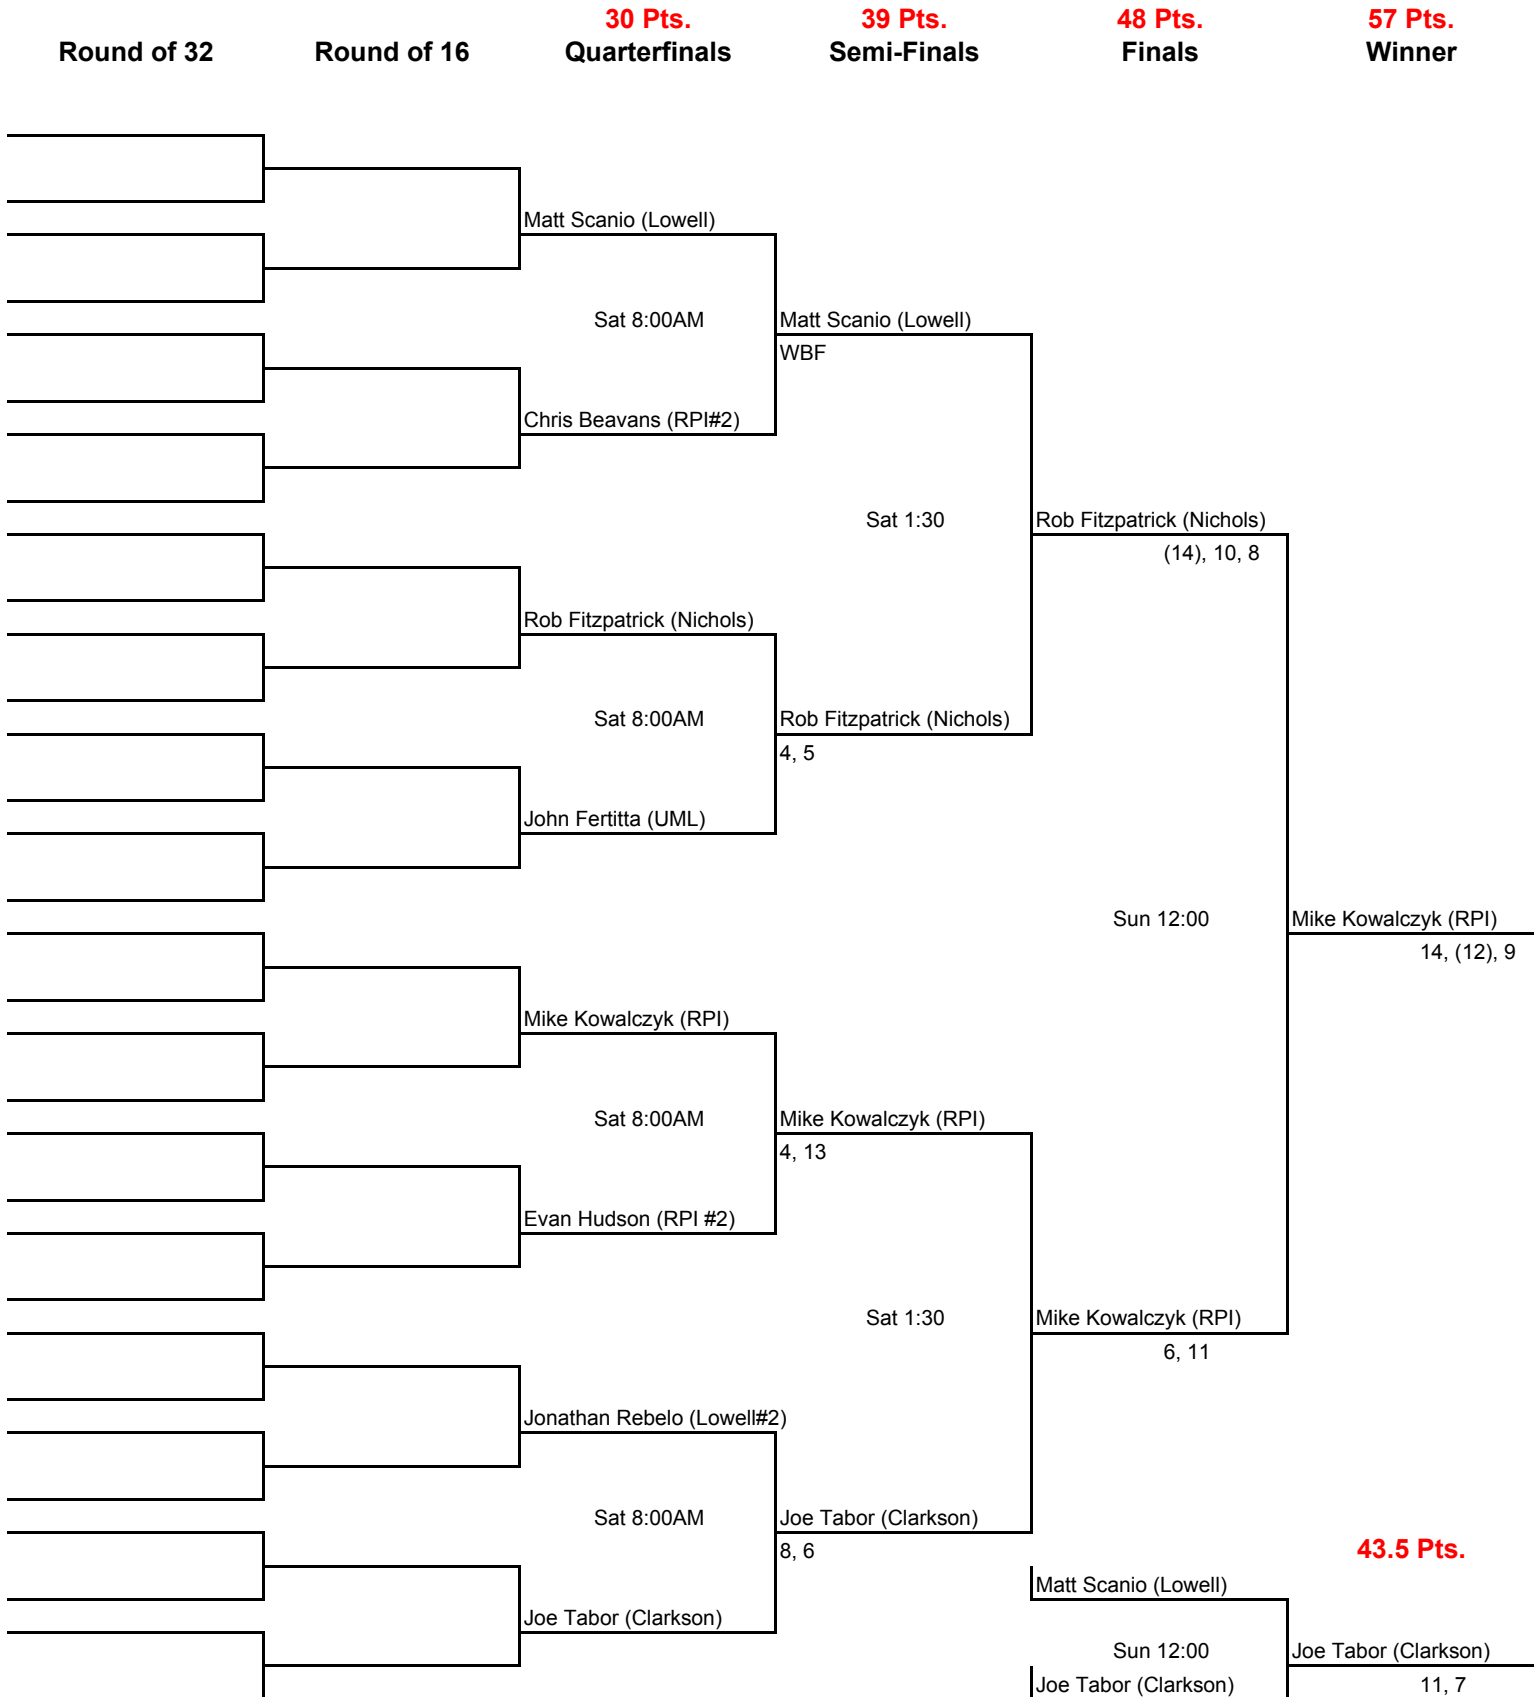 30 Pts. 39 Pts. 48 Pts. 57 Pts.
Round of 32 Round of 16 Quarterfinals Semi-Finals Finals Winner
Matt Scanio (Lowell)
Sat 8:00AM Matt Scanio (Lowell)
WBF
Chris Beavans (RPI#2)
Sat 1:30 Rob Fitzpatrick (Nichols)
(14), 10, 8
Rob Fitzpatrick (Nichols)
Sat 8:00AM Rob Fitzpatrick (Nichols)
4, 5
John Fertitta (UML)
Sun 12:00 Mike Kowalczyk (RPI)
14, (12), 9
Mike Kowalczyk (RPI)
Sat 8:00AM Mike Kowalczyk (RPI)
4, 13
Evan Hudson (RPI #2)
Sat 1:30 Mike Kowalczyk (RPI)
6, 11
Jonathan Rebelo (Lowell#2)
Sat 8:00AM Joe Tabor (Clarkson)
8, 6 43.5 Pts.
Matt Scanio (Lowell)
Joe Tabor (Clarkson)
Sun 12:00 Joe Tabor (Clarkson)
Joe Tabor (Clarkson) 11, 7